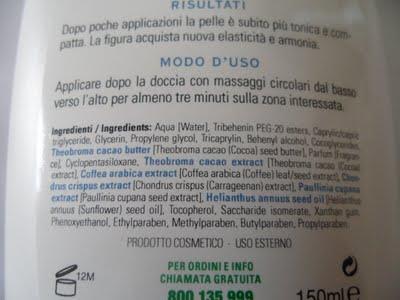 RISULTATI
Dopo poche applicazioni la pelle è subito più tonica e com-
patta. La figura acquista nuova elasticità e armonia.
MODO D'USO
Applicare dopo la doccia con massaggi circolari dal basso
verso l'alto per almeno tre minuti sulla zona interessata.
Ingredienti / Ingredients: Aqua [Water], Tribehenin PEG-20 esters, Caprylic/capric
triglyceride, Glycerin, Propylene glycol, Tricaprylin, Behenyl alcohol, Cocoglycerides,
Theobroma cacao butter [Theobroma cacao (Cocoa) seed butter], Parfum [Fragran-
ce], Cyclopentasiloxane, Theobroma cacao extract [Theobroma cacao (Cocoa)
extract], Coffea arabica extract [Coffea arabica (Coffee) leaf/seed extract], Chon-
drus crispus extract [Chondrus crispus (Carrageenan) extract], Paullinia cupana
seed extract [Paullinia cupana seed extract], Helianthus annuus seed oil [Helianthus
annuus (Sunflower) seed oil], Tocopherol, Saccharide isomerate, Xanthan gum,
Phenoxyethanol, Ethylparaben, Methylparaben, Butylparaben, Propylparaben.
PRODOTTO COSMETICO - USO ESTERNO
12M
PER ORDINI E INFO
CHIAMATA GRATUITA
800 135 999
150ml e